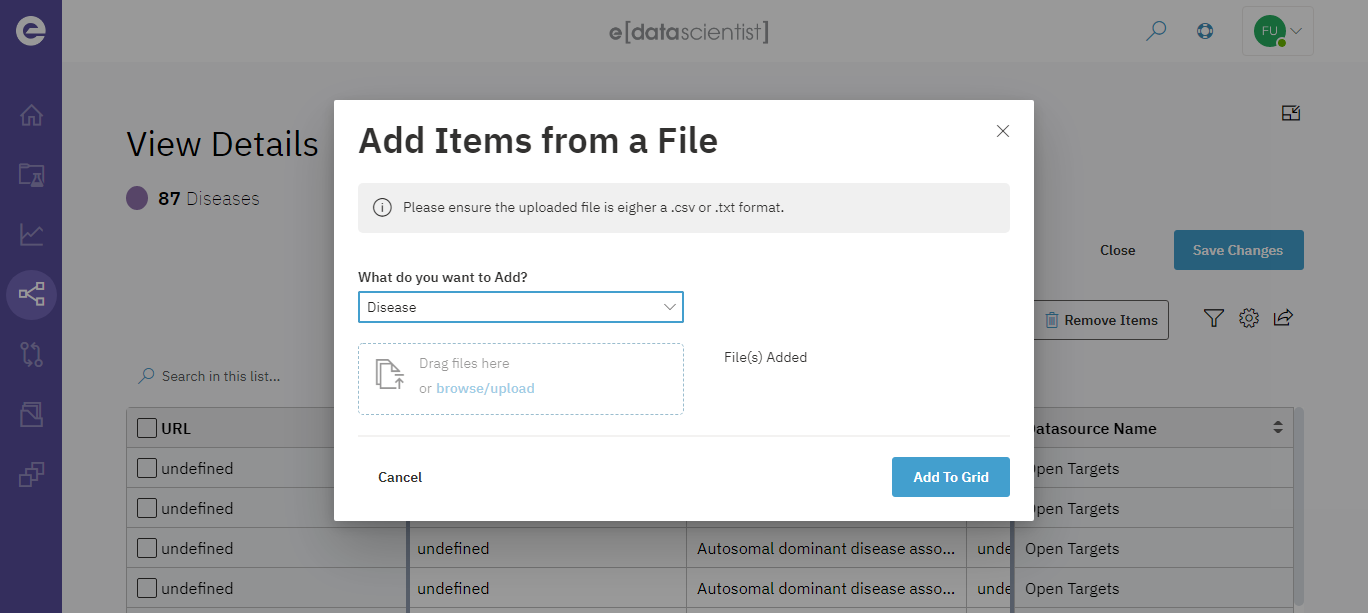 e[datascientist]
FU
View Details
87 Diseases
Add Items from a File
Please ensure the uploaded file is eigher a .csv or .txt format.
What do you want to Add?
Disease
Drag files here
or browse/upload
File(s) Added
Cancel
Add To Grid
Close
Save Changes
Remove Items
Search in this list...
URL
atasource Name
undefined
Open Targets
undefined
Open Targets
undefined
undefined
Autosomal dominant disease asso...
unde
Open Targets
undefined
undefined
Autosomal dominant disease asso...
unde
Open Targets